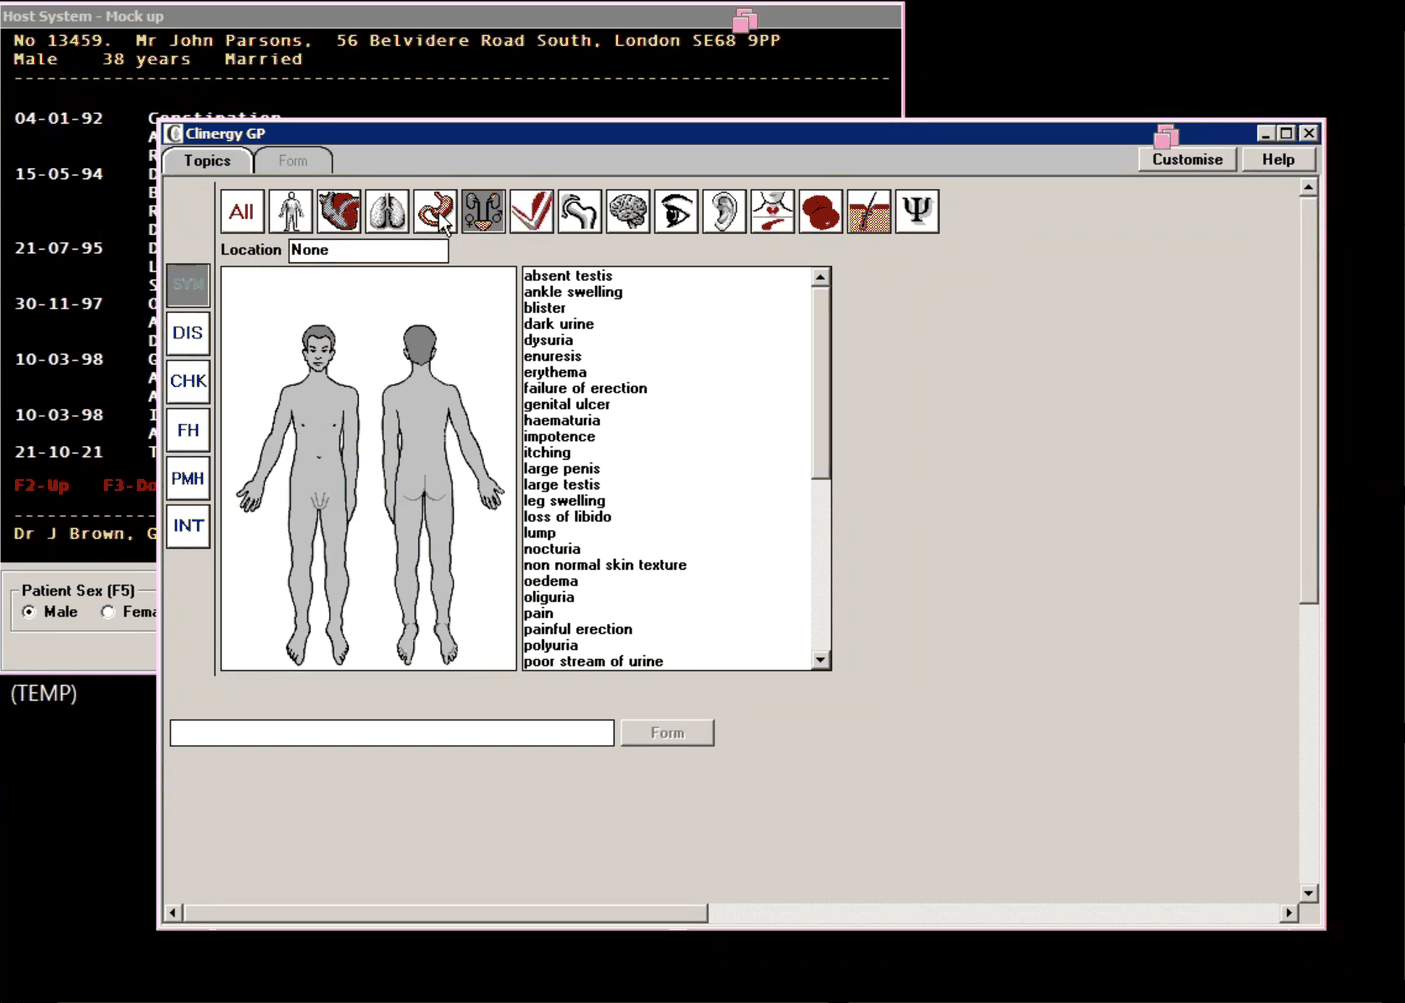 Host System - Mock up
No 13459. Mr John Parsons, 56 Belvidere Road South, London SE68 9PP
Male 38 years Married
04-01-92 Constipation
A
R
15-05-94 D
E
R
D
21-07-95 D
L
S
30-11-97
A
D
10-03-98 G
A
A
10-03-98 I
A
21-10-21 T
F2-Up F3-Do
Dr J Brown, G
Patient Sex (F5)
Male Fema
(TEMP)
Clinergy GP
Topics Form Customise Help
All Ψ
Location None
SYM
DIS
CHK
FH
PMH
INT
absent testis
ankle swelling
blister
dark urine
dysuria
enuresis
erythema
failure of erection
genital ulcer
haematuria
impotence
itching
large penis
large testis
leg swelling
loss of libido
lump
nocturia
non normal skin texture
oedema
oliguria
pain
painful erection
polyuria
poor stream of urine
Form